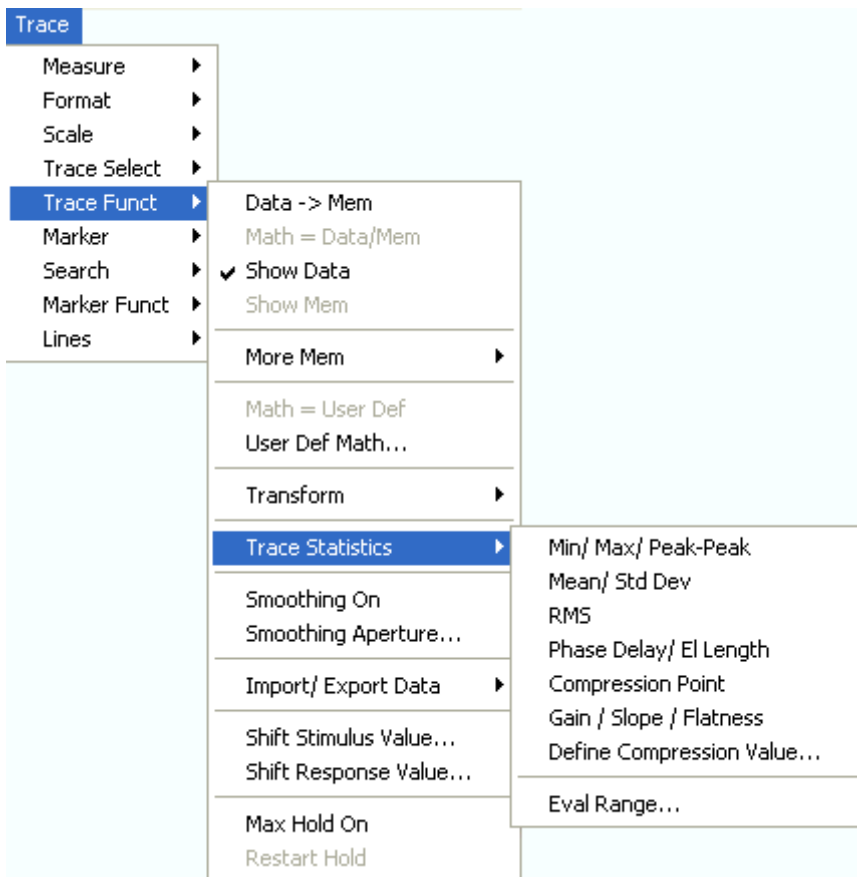 Trace
Measure
Format
Scale
Trace Select
Trace Funct
Marker
Search
Marker Funct
Lines
Data -> Mem
Math = Data/Mem
Show Data
Show Mem
More Mem
Math = User Def
User Def Math...
Transform
Trace Statistics
Smoothing On
Smoothing Aperture...
Import/ Export Data
Shift Stimulus Value...
Shift Response Value...
Max Hold On
Restart Hold
Min/ Max/ Peak-Peak
Mean/ Std Dev
RMS
Phase Delay/ El Length
Compression Point
Gain / Slope / Flatness
Define Compression Value...
Eval Range...